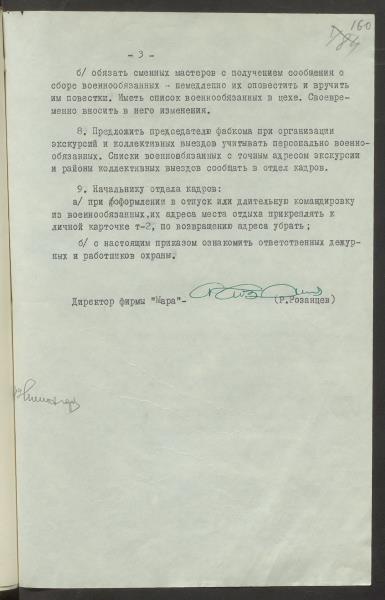 160
- 3 -
б/ обязать сменных мастеров с получением сообщения о
сборе военнообязанных - немедленно их оповестить и вручить
им повестки. Иметь список военнообязанных в цехе. Своевре-
менно вносить в него изменения.
8. Предложить председателю фабкома при организации
экскурсий и коллективных выездов учитывать персонально военно-
обязанных. Списки военнообязанных с точным адресом экскурсии
и районы коллективных выездов сообщать в отдел кадров.
9. Начальнику отдела кадров:
а/ при оформлении в отпуск или длительную командировку
из военнообязанных,их адреса места отдыха прикреплять к
личной карточке т-2, по возвращению адреса убрать;
б/ с настоящим приказом ознакомить ответственных дежур-
ных и работников охраны.
Директор фирмы "Мара"- (Р.Розанцев)